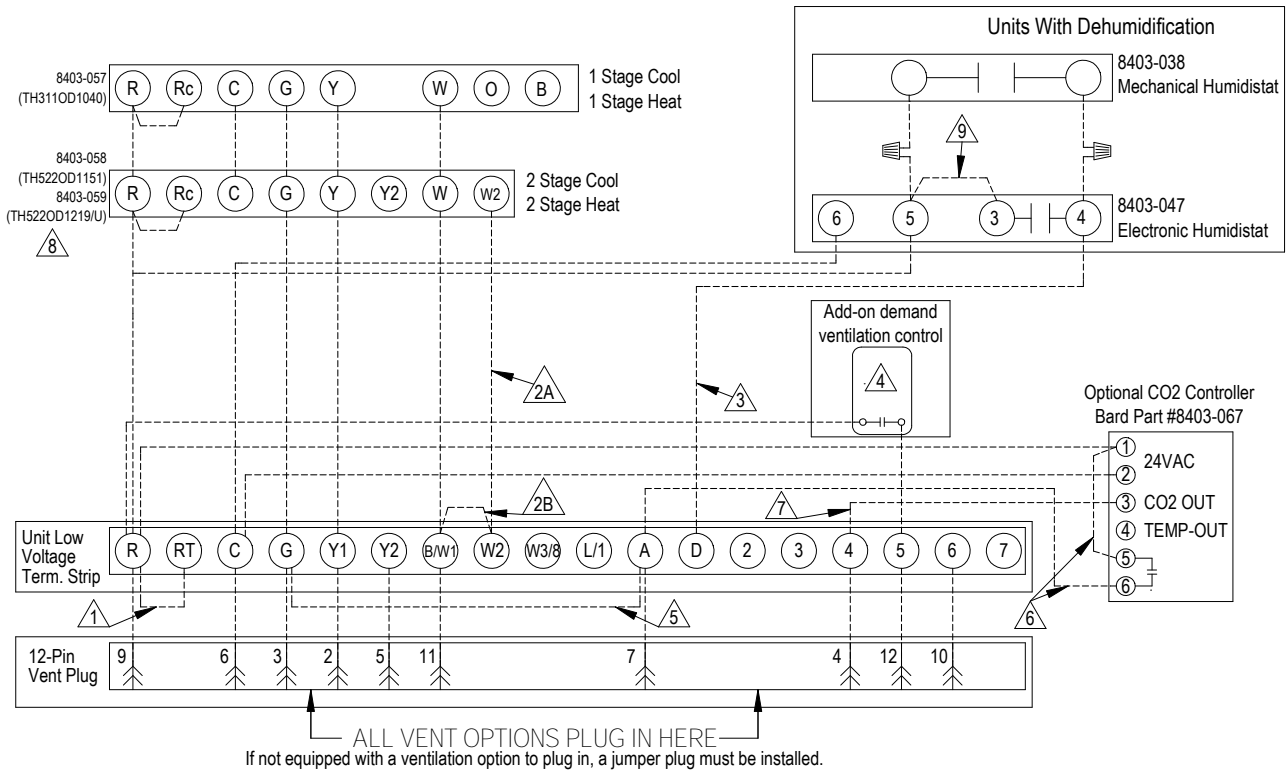 Units With Dehumidification
8403-038
Mechanical Humidistat
8403-057
(TH311OD1040)
R Rc C G Y W O B
1 Stage Cool
1 Stage Heat
9
8403-058
(TH522OD1151)
8403-059
(TH522OD1219/U)
8
R Rc C G Y Y2 W W2
2 Stage Cool
2 Stage Heat
6 5 3 4
8403-047
Electronic Humidistat
Add-on demand
ventilation control
4
2A
3
Optional CO2 Controller
Bard Part #8403-067
1
24VAC
2
3 CO2 OUT
4 TEMP-OUT
5
6
2B
7
Unit Low
Voltage
Term. Strip
R RT C G Y1 Y2 B/W1 W2 W3/8 L/1 A D 2 3 4 5 6 7
1
5
6
12-Pin
Vent Plug
9 6 3 2 5 11 7 4 12 10
ALL VENT OPTIONS PLUG IN HERE
If not equipped with a ventilation option to plug in, a jumper plug must be installed.